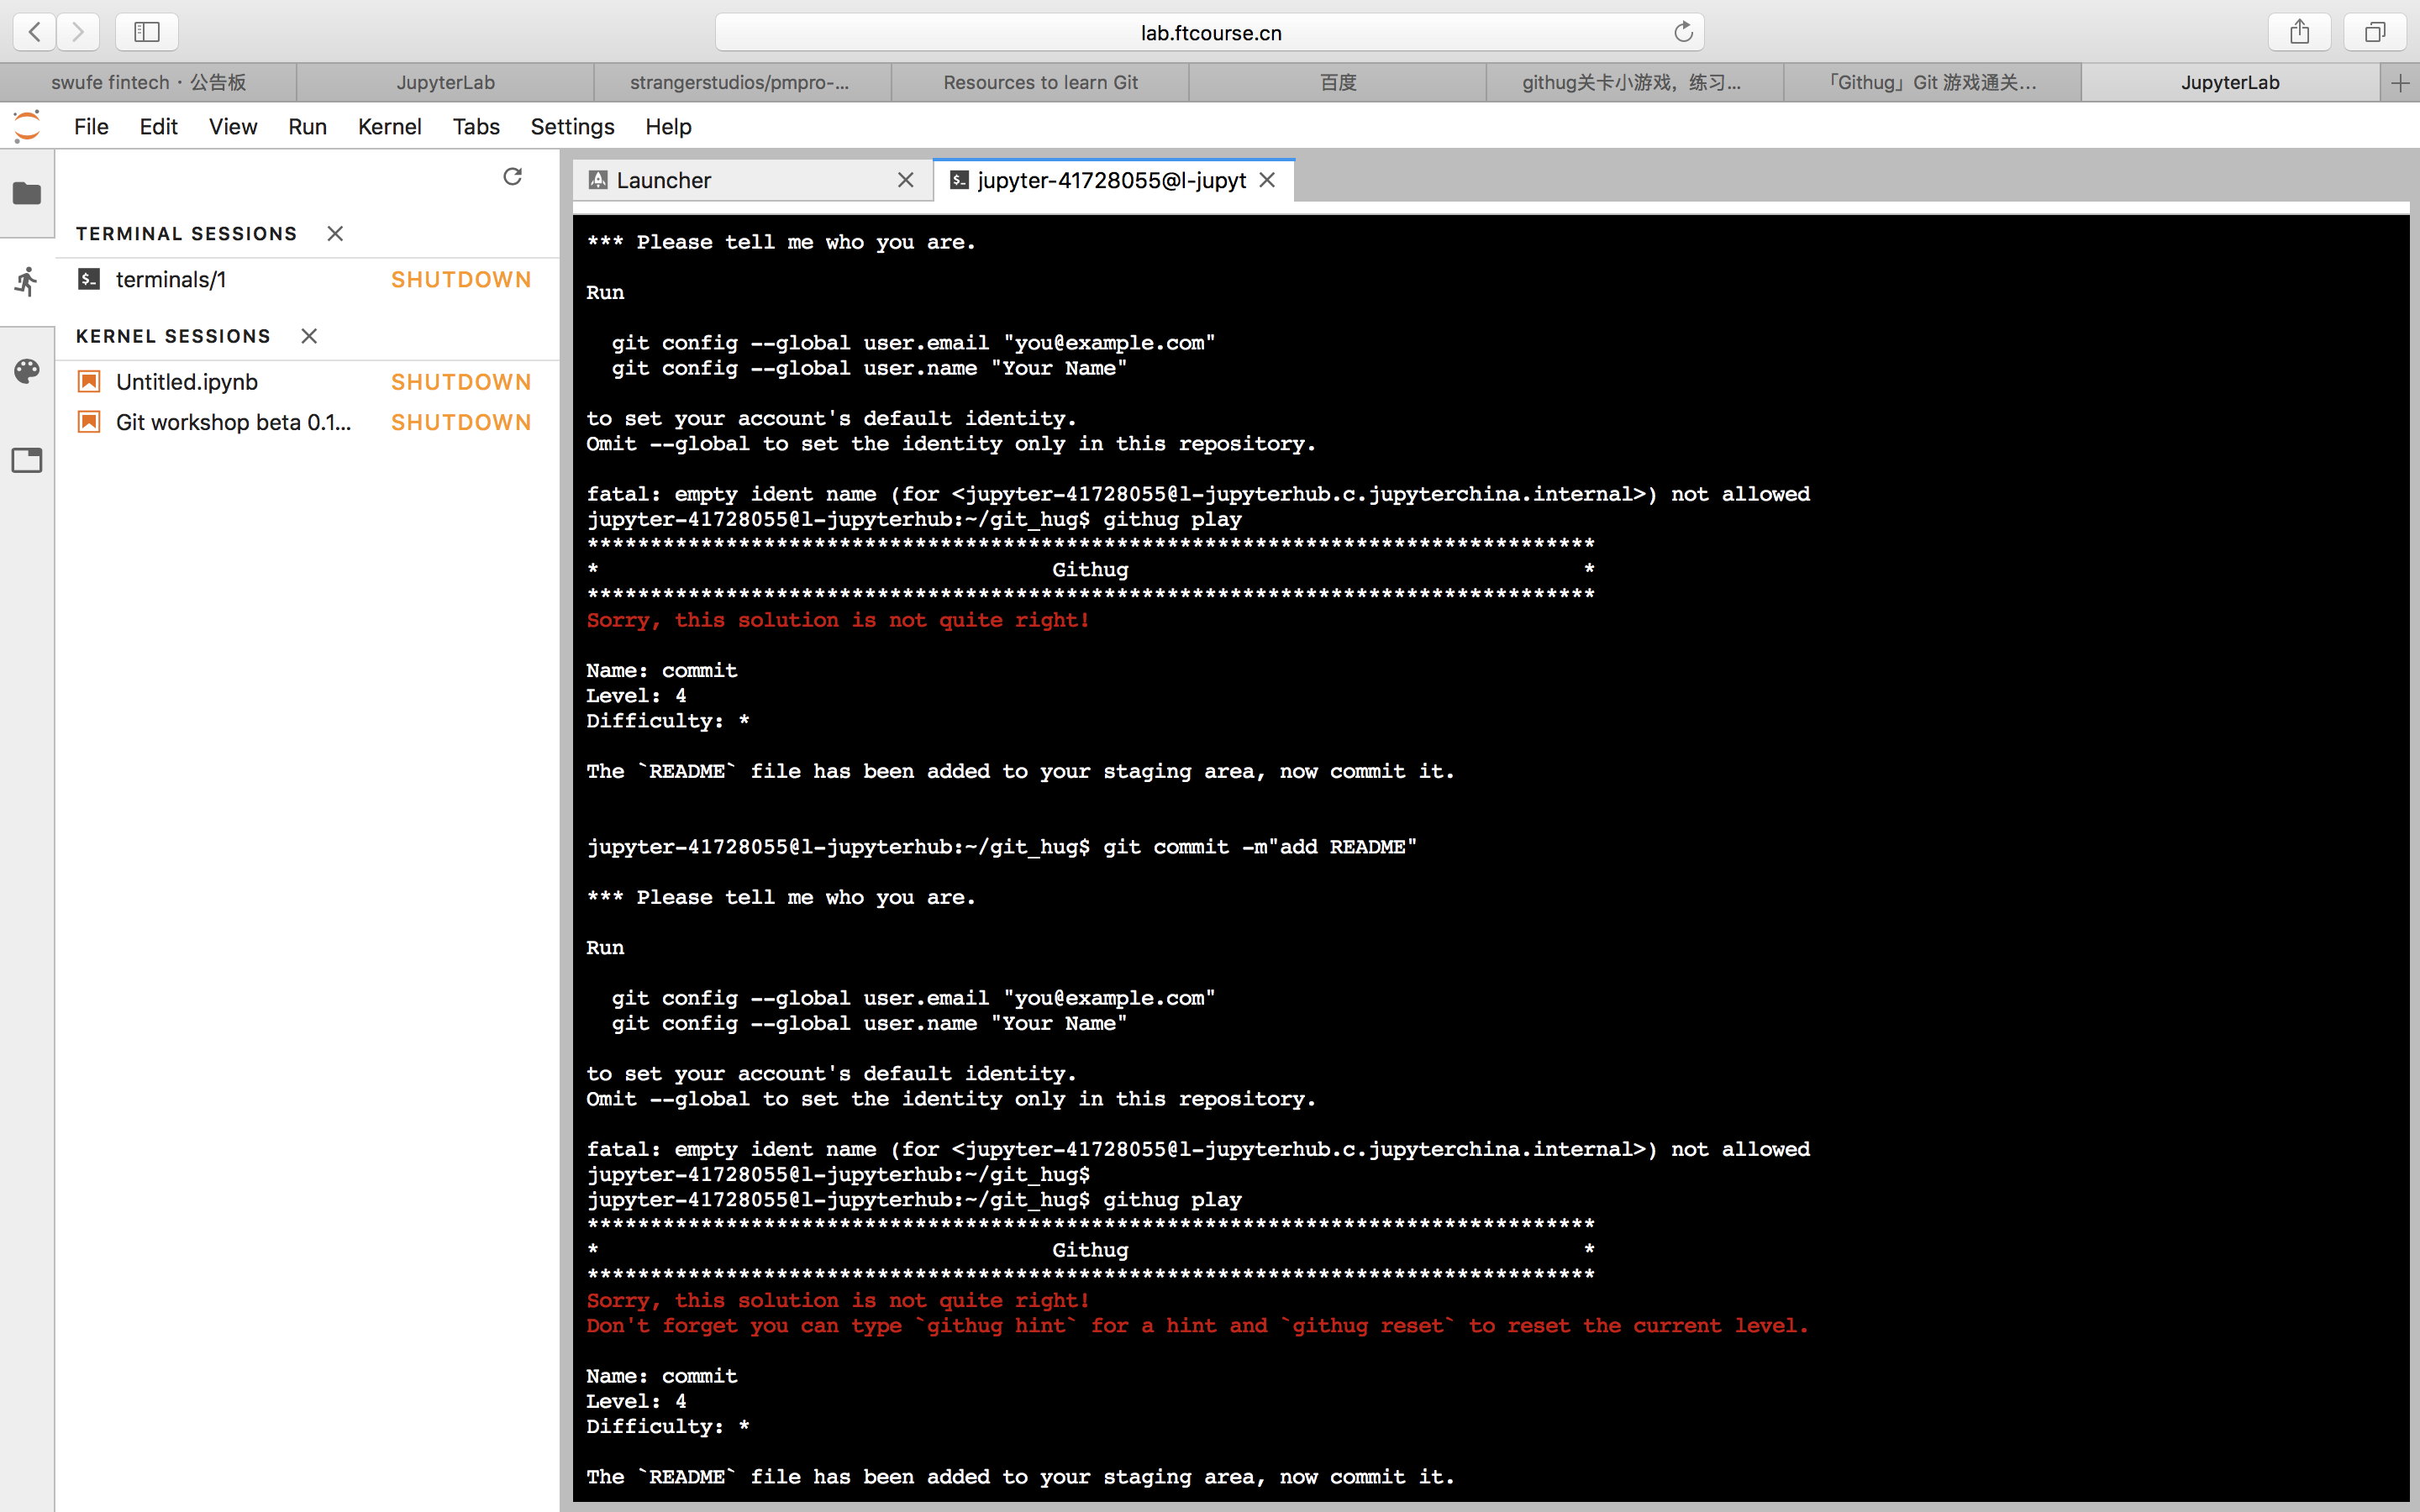 lab.ftcourse.cn
swufe fintech · 公告板
JupyterLab
strangerstudios/pmpro-...
Resources to learn Git
百度
githug关卡小游戏，练习...
「Githug」Git 游戏通关...
JupyterLab
File Edit View Run Kernel Tabs Settings Help
TERMINAL SESSIONS
terminals/1 SHUTDOWN
KERNEL SESSIONS
Untitled.ipynb SHUTDOWN
Git workshop beta 0.1... SHUTDOWN
Launcher
jupyter-41728055@l-jupyt
*** Please tell me who you are.
Run
git config --global user.email "you@example.com"
git config --global user.name "Your Name"
to set your account's default identity.
Omit --global to set the identity only in this repository.
fatal: empty ident name (for <jupyter-41728055@l-jupyterhub.c.jupyterchina.internal>) not allowed
jupyter-41728055@l-jupyterhub:~/git_hug$ githug play
********************************************************************************
* Githug *
********************************************************************************
Sorry, this solution is not quite right!
Name: commit
Level: 4
Difficulty: *
The `README` file has been added to your staging area, now commit it.
jupyter-41728055@l-jupyterhub:~/git_hug$ git commit -m"add README"
*** Please tell me who you are.
Run
git config --global user.email "you@example.com"
git config --global user.name "Your Name"
to set your account's default identity.
Omit --global to set the identity only in this repository.
fatal: empty ident name (for <jupyter-41728055@l-jupyterhub.c.jupyterchina.internal>) not allowed
jupyter-41728055@l-jupyterhub:~/git_hug$
jupyter-41728055@l-jupyterhub:~/git_hug$ githug play
********************************************************************************
* Githug *
********************************************************************************
Sorry, this solution is not quite right!
Don't forget you can type `githug hint` for a hint and `githug reset` to reset the current level.
Name: commit
Level: 4
Difficulty: *
The `README` file has been added to your staging area, now commit it.